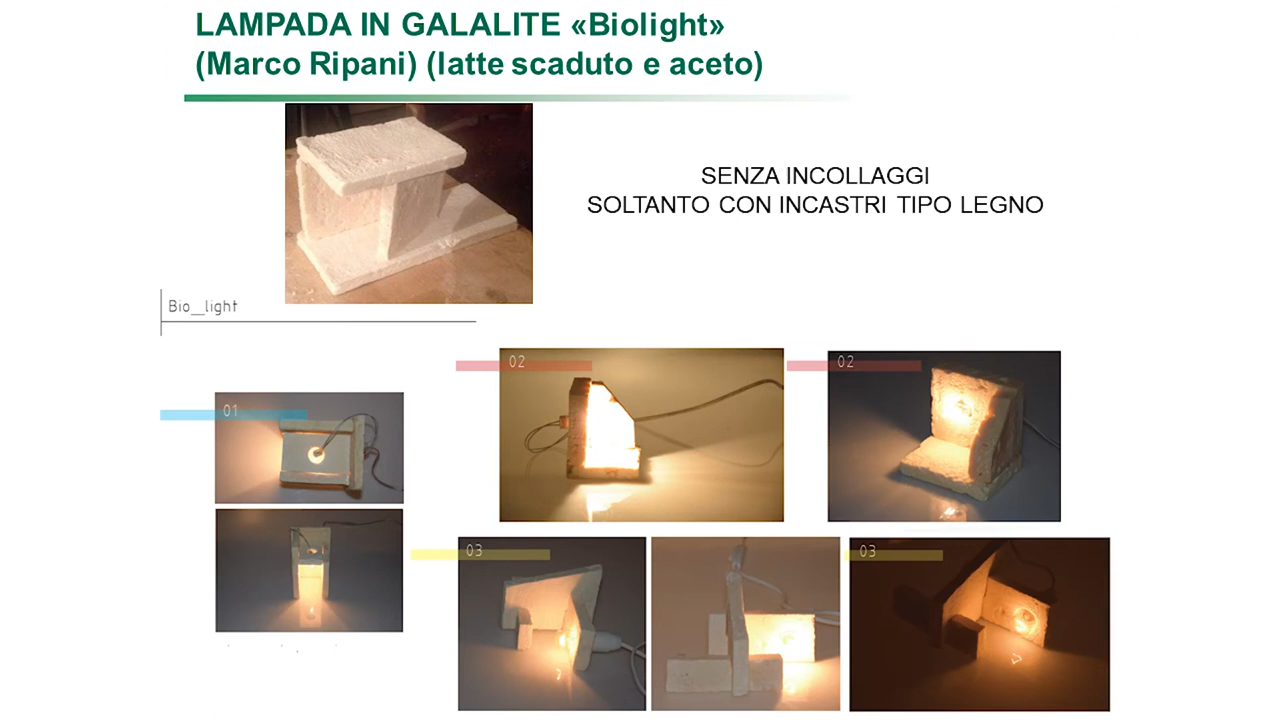 LAMPADA IN GALALITE «Biolight»
(Marco Ripani) (latte scaduto e aceto)
SENZA INCOLLAGGI
SOLTANTO CON INCASTRI TIPO LEGNO
Bio_light
01
02
02
03
03